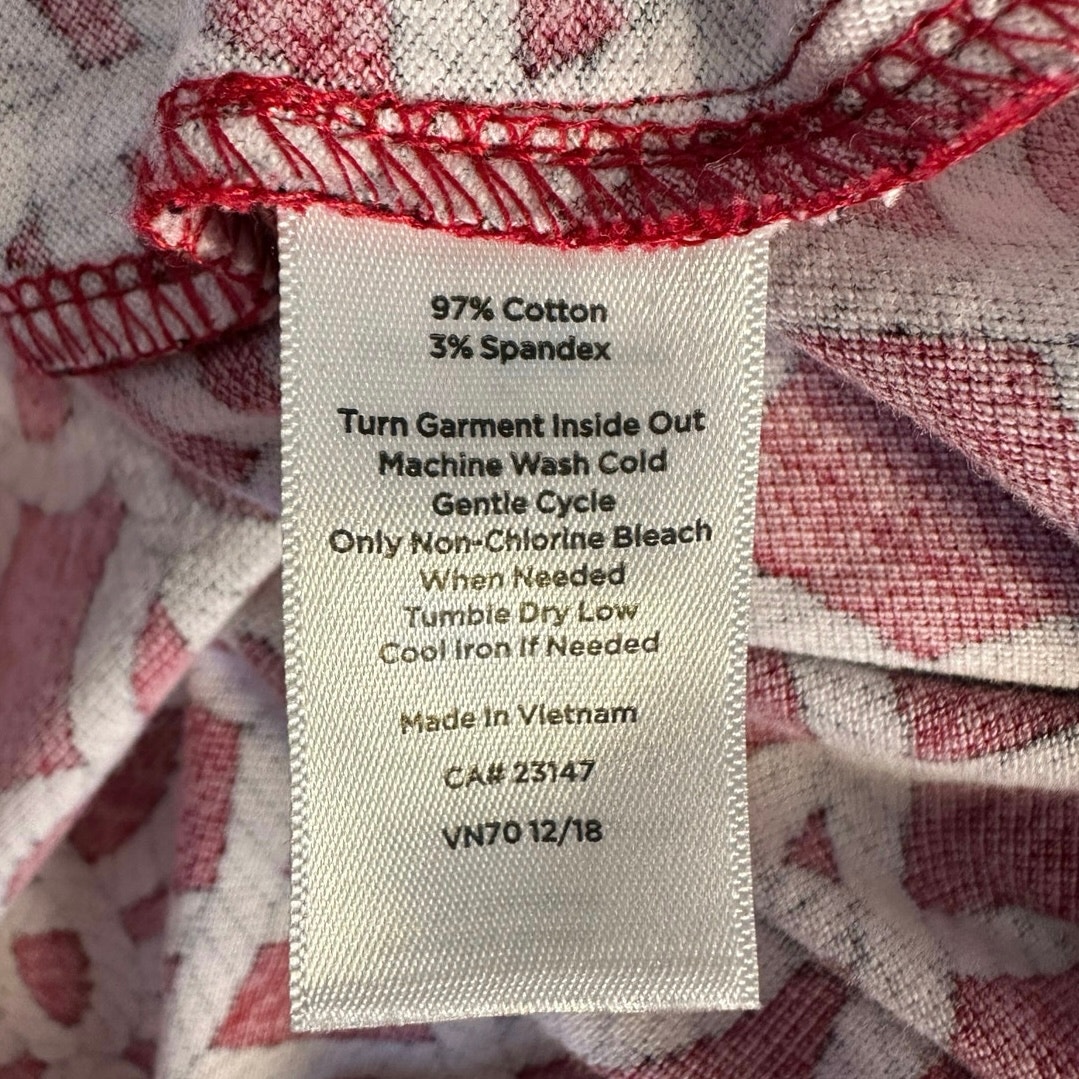 97% Cotton
3% Spandex
Turn Garment Inside Out
Machine Wash Cold
Gentle Cycle
Only Non-Chlorine Bleach
When Needed
Tumble Dry Low
Cool Iron If Needed
Made In Vietnam
CA# 23147
VN70 12/18